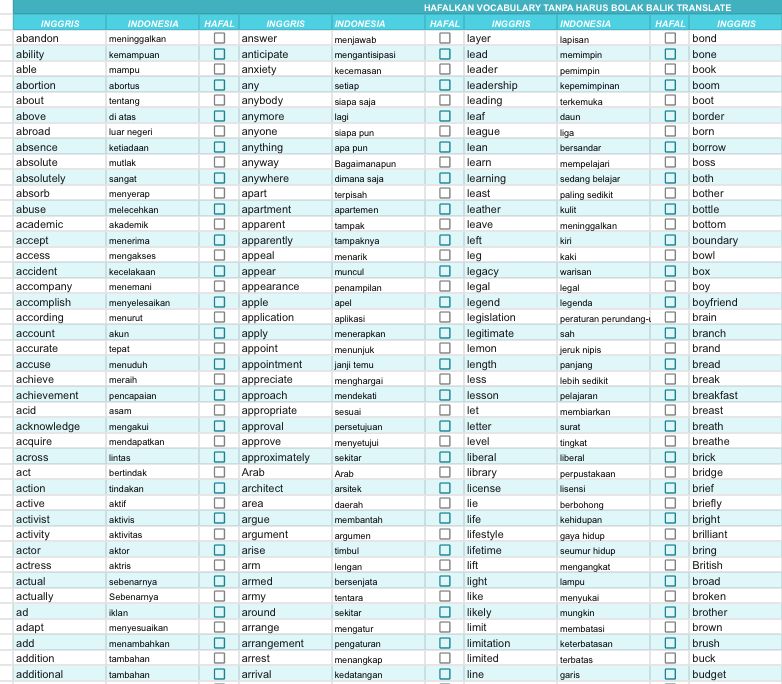 HAFALKAN VOCABULARY TANPA HARUS BOLAK BALIK TRANSLATE
INGGRIS INDONESIA HAFAL INGGRIS INDONESIA HAFAL INGGRIS INDONESIA HAFAL INGGRIS
abandon meninggalkan answer menjawab layer lapisan bond
ability kemampuan anticipate mengantisipasi lead memimpin bone
able mampu anxiety kecemasan leader pemimpin book
abortion abortus any setiap leadership kepemimpinan boom
about tentang anybody siapa saja leading terkemuka boot
above di atas anymore lagi leaf daun border
abroad luar negeri anyone siapa pun league liga born
absence ketiadaan anything apa pun lean bersandar borrow
absolute mutlak anyway Bagaimanapun learn mempelajari boss
absolutely sangat anywhere dimana saja learning sedang belajar both
absorb menyerap apart terpisah least paling sedikit bother
abuse melecehkan apartment apartemen leather kulit bottle
academic akademik apparent tampak leave meninggalkan bottom
accept menerima apparently tampaknya left kiri boundary
access mengakses appeal menarik leg kaki bowl
accident kecelakaan appear muncul legacy warisan box
accompany menemani appearance penampilan legal legal boy
accomplish menyelesaikan apple apel legend legenda boyfriend
according menurut application aplikasi legislation peraturan perundang-u brain
account akun apply menerapkan legitimate sah branch
accurate tepat appoint menunjuk lemon jeruk nipis brand
accuse menuduh appointment janji temu length panjang bread
achieve meraih appreciate menghargai less lebih sedikit break
achievement pencapaian approach mendekati lesson pelajaran breakfast
acid asam appropriate sesuai let membiarkan breast
acknowledge mengakui approval persetujuan letter surat breath
acquire mendapatkan approve menyetujui level tingkat breathe
across lintas approximately sekitar liberal liberal brick
act bertindak Arab Arab library perpustakaan bridge
action tindakan architect arsitek license lisensi brief
active aktif area daerah lie berbohong briefly
activist aktivis argue membantah life kehidupan bright
activity aktivitas argument argumen lifestyle gaya hidup brilliant
actor aktor arise timbul lifetime seumur hidup bring
actress aktris arm lengan lift mengangkat British
actual sebenarnya armed bersenjata light lampu broad
actually Sebenarnya army tentara like menyukai broken
ad iklan around sekitar likely mungkin brother
adapt menyesuaikan arrange mengatur limit membatasi brown
add menambahkan arrangement pengaturan limitation keterbatasan brush
addition tambahan arrest menangkap limited terbatas buck
additional tambahan arrival kedatangan line garis budget